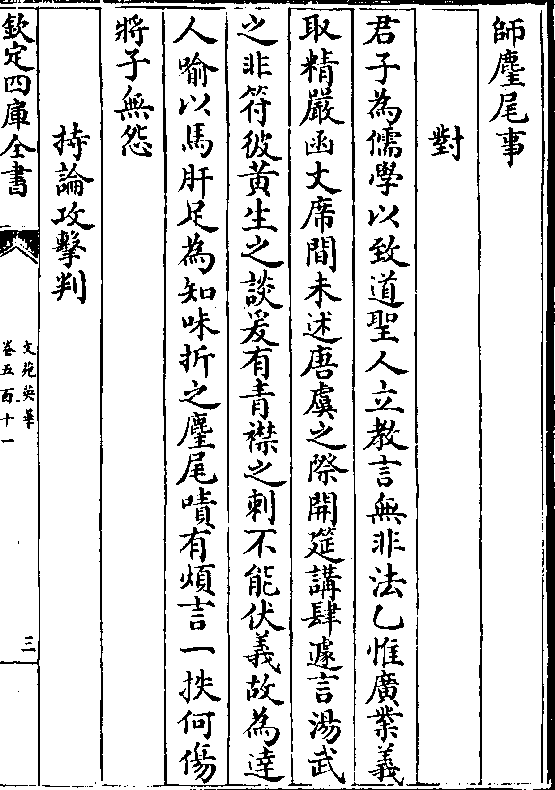 師麈尾事
對
君子為儒學以致道聖人立教言無非法乙惟廣業義
取精嚴函丈席間未述唐虞之際開筵講肆遽言湯武
之非符彼黃生之談爰有青襟之刺不能伏義故為達
人喻以馬肝足為知味折之麈尾嘖有煩言一抶何傷
將子無怨
持論攻擊判
欽定四庫全書
文苑英華
卷五百十一
三